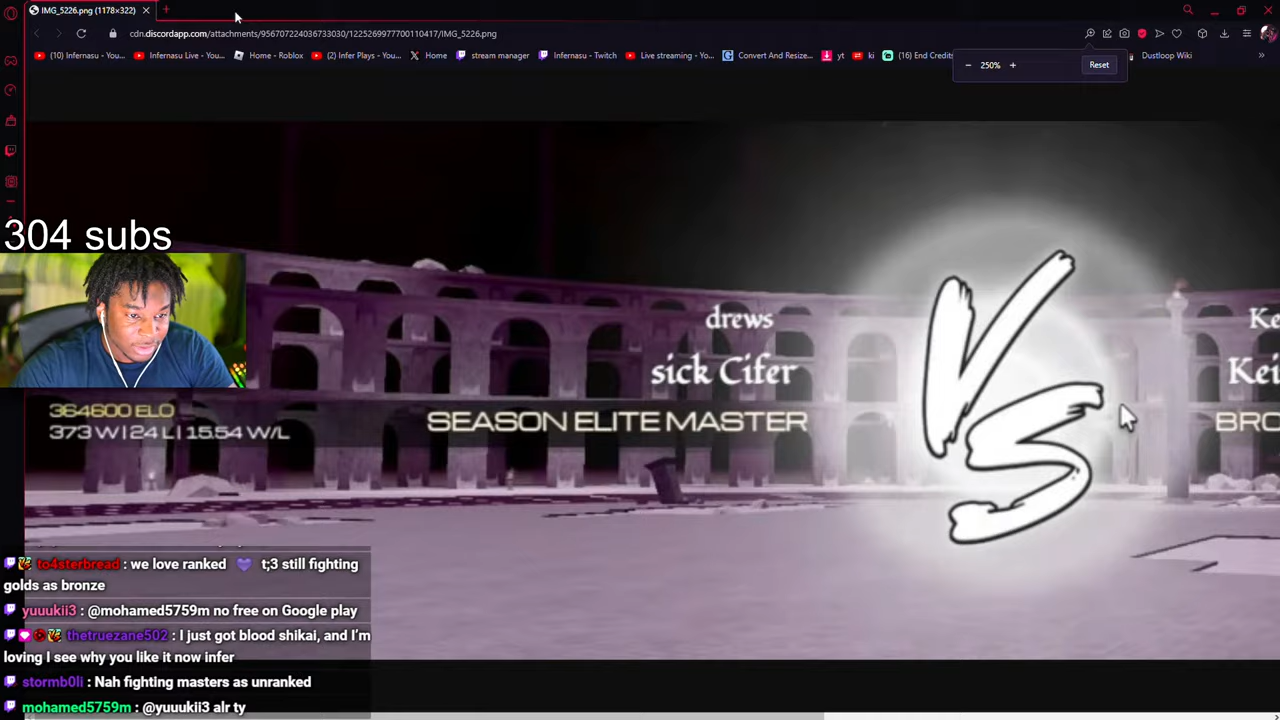 IMG_5226.png (1178×322)
cdn.discordapp.com/attachments/956707224036733030/1225269977700110417/IMG_5226.png
(10) Infernasu - You...
Infernasu Live - You...
Home - Roblox
(2) Infer Plays - You...
Home
stream manager
Infernasu - Twitch
Live streaming - Yo...
Convert And Resize...
yt
ki
(16) End Credits
Dustloop Wiki
250%
Reset
304 subs
drews
sick Cifer
SEASON ELITE MASTER
364600 ELO
373 W | 24 L | 15.54 W/L
VS
Ke
Kei
BRO
to4sterbread : we love ranked 💜 t;3 still fighting
golds as bronze
yuuukii3 : @mohamed5759m no free on Google play
thetruezane502 : I just got blood shikai, and I'm
loving I see why you like it now infer
stormb0li : Nah fighting masters as unranked
mohamed5759m : @yuuukii3 alr ty